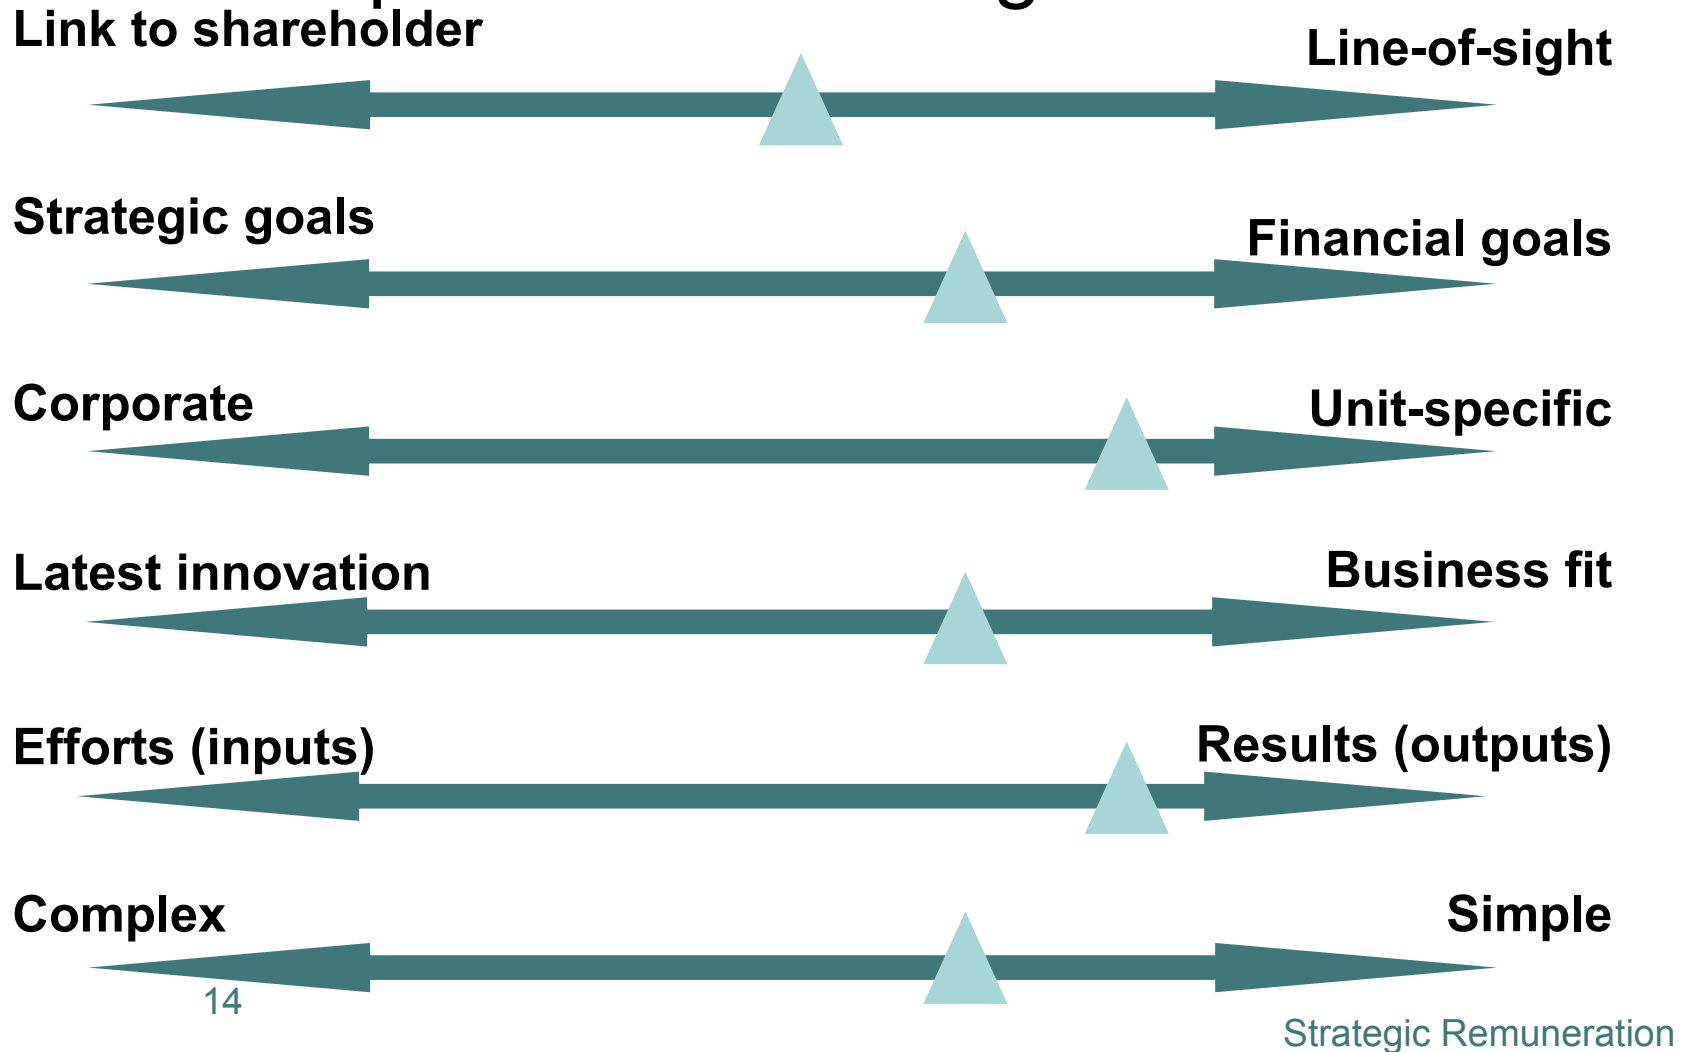 Link to shareholder
Line-of-sight
Strategic goals
Financial goals
Corporate
Unit-specific
Latest innovation
Business fit
Efforts (inputs)
Results (outputs)
Complex
Simple
14
Strategic Remuneration